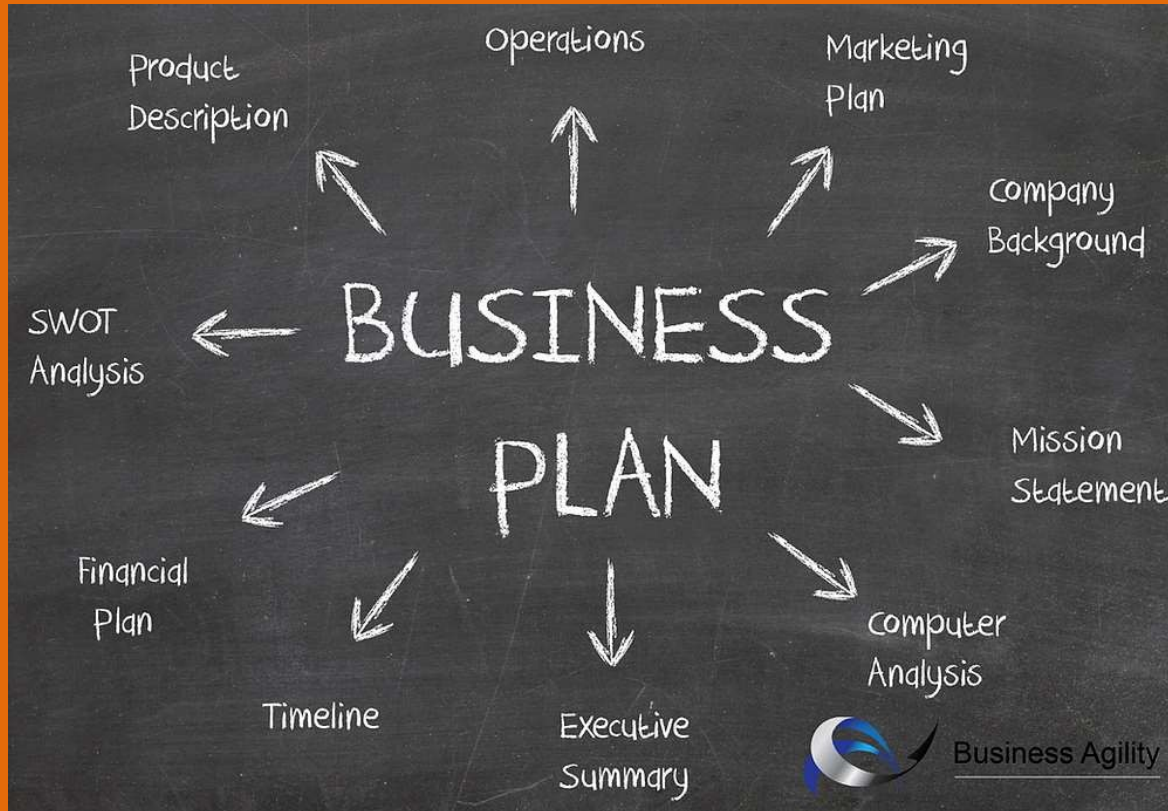 Operations
Marketing
Plan
Product
Description
Company
Background
BUSINESS
SWOT
Analysis
PLAN
Mission
Statement
Financial
Plan
Computer
Analysis
Timeline
Executive
Summary
Business Agility